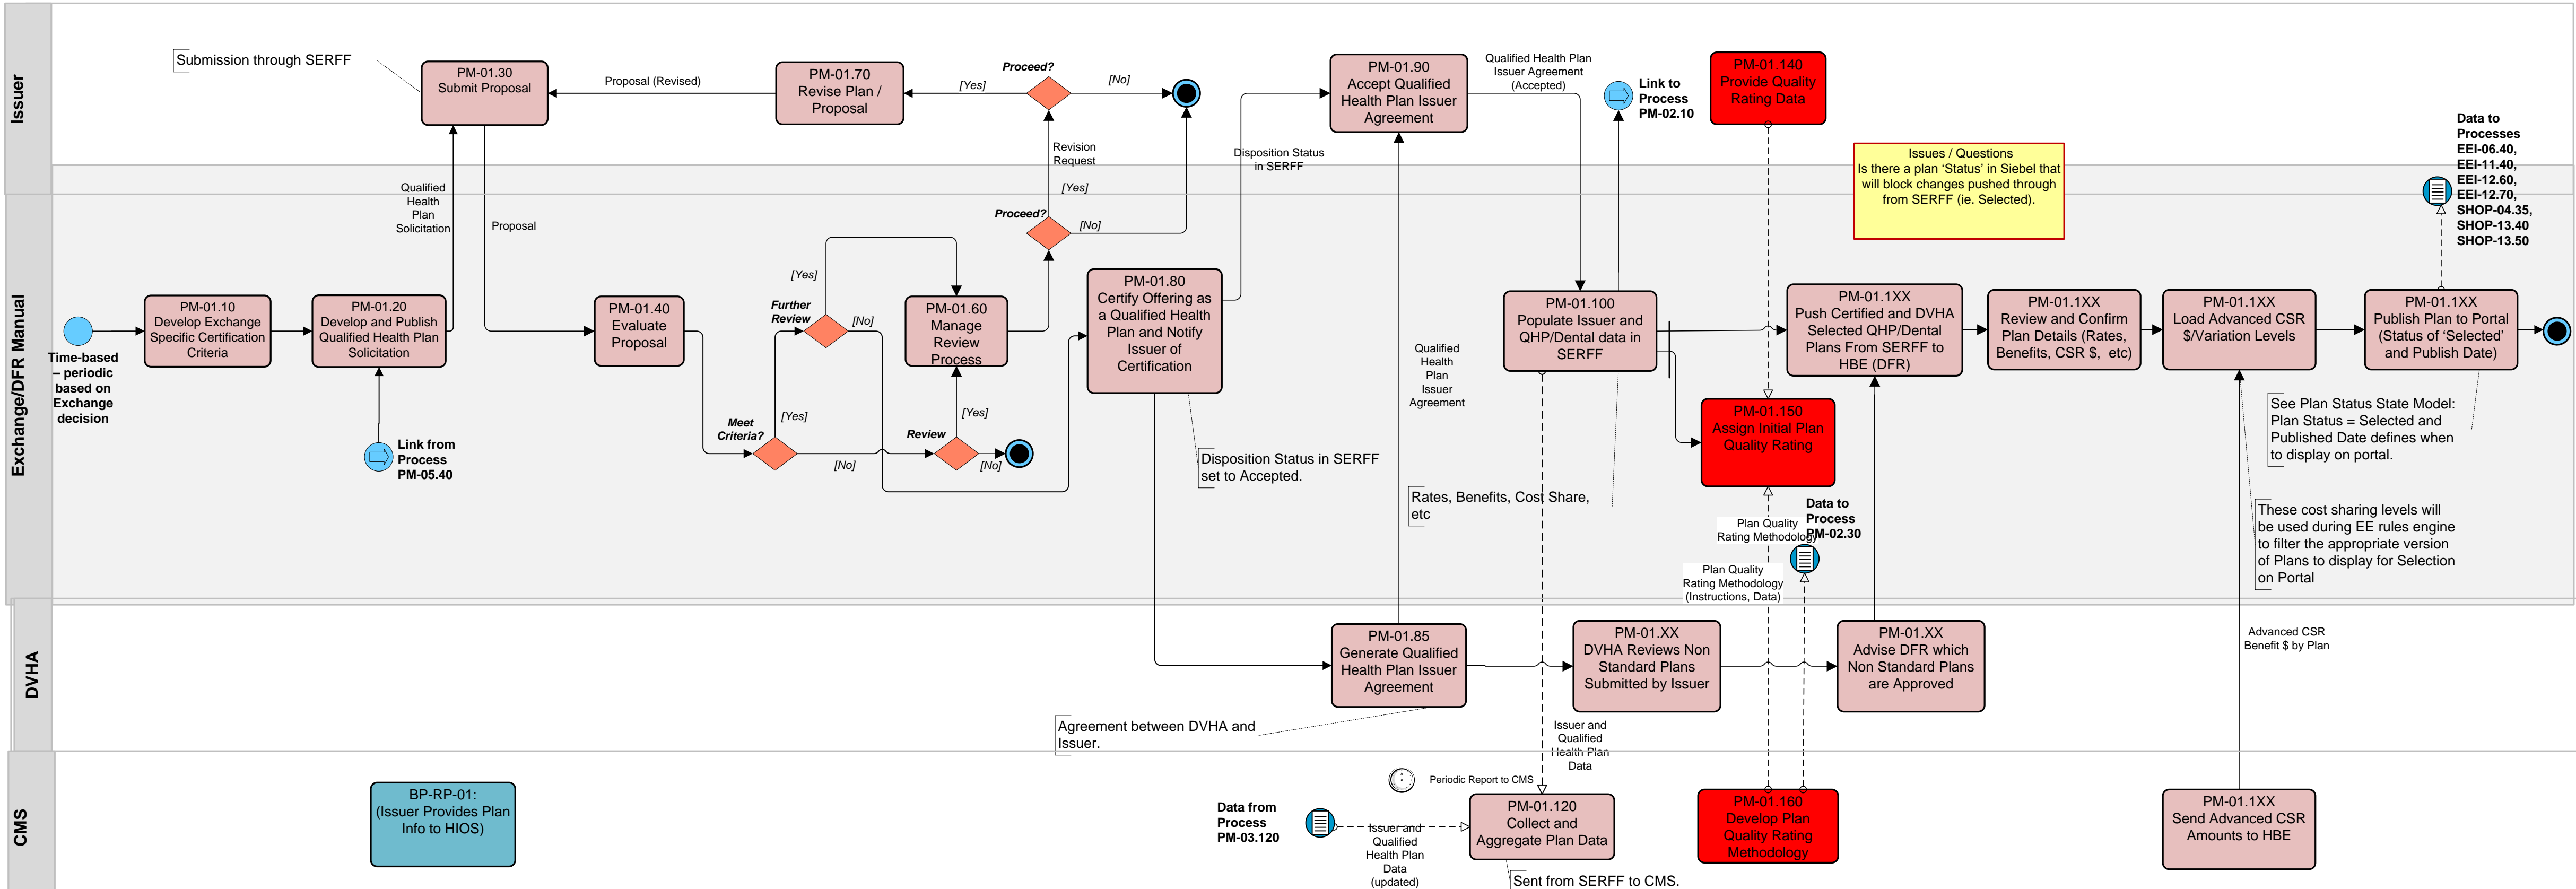 Issuer
Submission through SERFF
PM-01.30
Submit Proposal
Proposal (Revised)
PM-01.70
Revise Plan /
Proposal
[Yes]
Proceed?
[No]
Revision
Request
[Yes]
Disposition Status
in SERFF
PM-01.90
Accept Qualified
Health Plan Issuer
Agreement
Qualified Health Plan
Issuer Agreement
(Accepted)
Link to
Process
PM-02.10
PM-01.140
Provide Quality
Rating Data
Issues / Questions
Is there a plan ‘Status’ in Siebel that
will block changes pushed through
from SERFF (ie. Selected).
Data to
Processes
EEI-06.40,
EEI-11.40,
EEI-12.60,
EEI-12.70,
SHOP-04.35,
SHOP-13.40
SHOP-13.50
Exchange/DFR Manual
Time-based
– periodic
based on
Exchange
decision
PM-01.10
Develop Exchange
Specific Certification
Criteria
PM-01.20
Develop and Publish
Qualified Health Plan
Solicitation
Link from
Process
PM-05.40
Qualified
Health
Plan
Solicitation
Proposal
PM-01.40
Evaluate
Proposal
Meet
Criteria?
[Yes]
[No]
Further
Review
[Yes]
[No]
Review
[Yes]
[No]
PM-01.60
Manage
Review
Process
Proceed?
[No]
PM-01.80
Certify Offering as
a Qualified Health
Plan and Notify
Issuer of
Certification
Disposition Status in SERFF
set to Accepted.
Qualified
Health
Plan
Issuer
Agreement
Rates, Benefits, Cost Share,
etc
PM-01.100
Populate Issuer and
QHP/Dental data in
SERFF
PM-01.150
Assign Initial Plan
Quality Rating
Plan Quality
Rating Methodology
Data to
Process
PM-02.30
Plan Quality
Rating Methodology
(Instructions, Data)
PM-01.1XX
Push Certified and DVHA
Selected QHP/Dental
Plans From SERFF to
HBE (DFR)
PM-01.1XX
Review and Confirm
Plan Details (Rates,
Benefits, CSR $,  etc)
PM-01.1XX
Load Advanced CSR
$/Variation Levels
PM-01.1XX
Publish Plan to Portal
(Status of ‘Selected’
and Publish Date)
See Plan Status State Model:
Plan Status = Selected and
Published Date defines when
to display on portal.
These cost sharing levels will
be used during EE rules engine
to filter the appropriate version
of Plans to display for Selection
on Portal
DVHA
PM-01.85
Generate Qualified
Health Plan Issuer
Agreement
Agreement between DVHA and
Issuer.
PM-01.XX
DVHA Reviews Non
Standard Plans
Submitted by Issuer
PM-01.XX
Advise DFR which
Non Standard Plans
are Approved
Advanced CSR
Benefit $ by Plan
Issuer and
Qualified
Health Plan
Data
CMS
BP-RP-01:
(Issuer Provides Plan
Info to HIOS)
Data from
Process
PM-03.120
Periodic Report to CMS
Issuer and
Qualified
Health Plan
Data
(updated)
PM-01.120
Collect and
Aggregate Plan Data
Sent from SERFF to CMS.
PM-01.160
Develop Plan
Quality Rating
Methodology
PM-01.1XX
Send Advanced CSR
Amounts to HBE